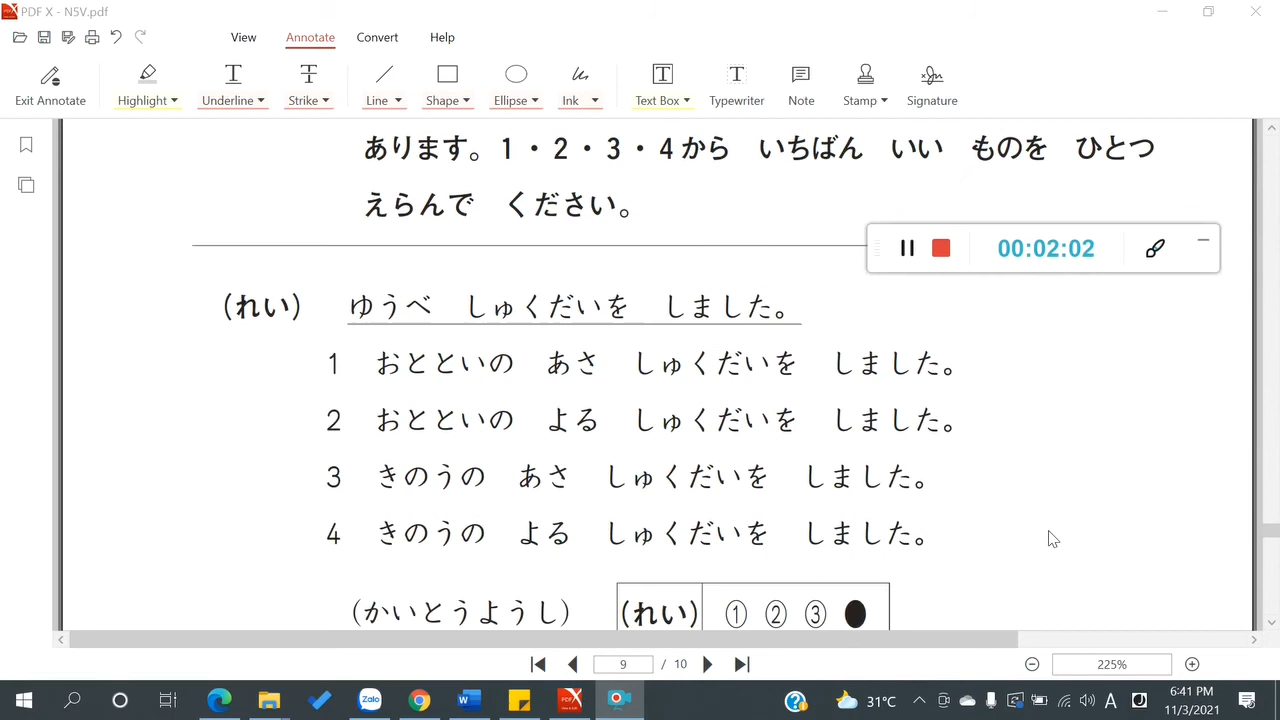 PDF X - N5V.pdf
View Annotate Convert Help
Exit Annotate Highlight Underline Strike Line Shape Ellipse Ink Text Box Typewriter Note Stamp Signature
あります。1・2・3・4から いちばん いい ものを ひとつ
えらんで ください。
00:02:02
(れい) ゆうべ しゅくだいを しました。
1 おとといの あさ しゅくだいを しました。
2 おとといの よる しゅくだいを しました。
3 きのうの あさ しゅくだいを しました。
4 きのうの よる しゅくだいを しました。
(かいとうようし) (れい) ① ② ③
9 / 10 225%
Zalo 31°C A 6:41 PM
11/3/2021